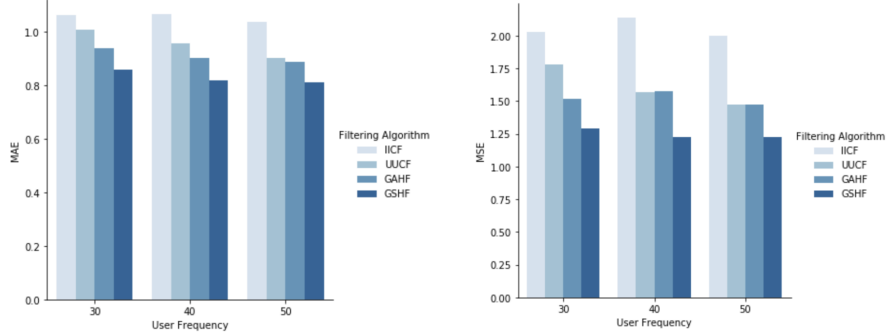 1.0
0.8
0.6
0.4
0.2
0.0
MAE
30 40 50
User Frequency
Filtering Algorithm
IICF
UUCF
GAHF
GSHF
2.00
1.75
1.50
1.25
1.00
0.75
0.50
0.25
0.00
MSE
30 40 50
User Frequency
Filtering Algorithm
IICF
UUCF
GAHF
GSHF